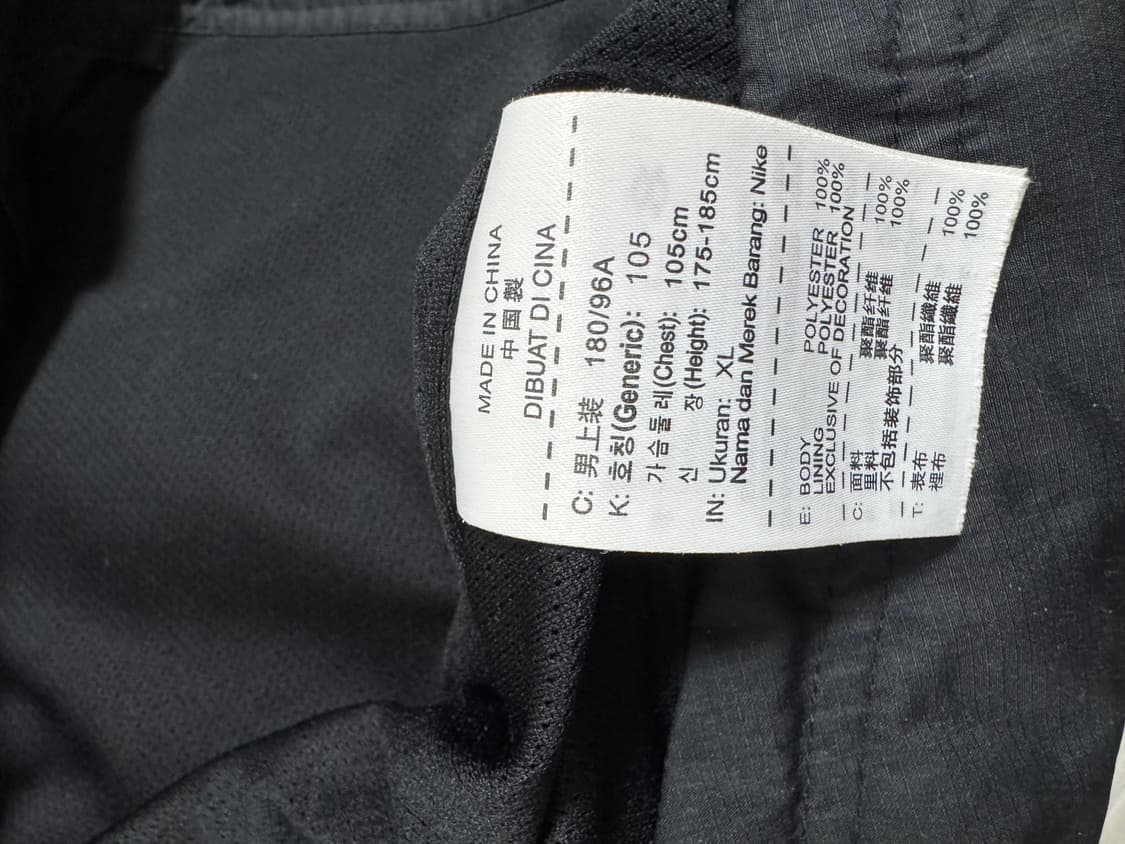 MADE IN CHINA
中国製
DIBUAT DI CINA
C: 男上装 180/96A
K: 호칭(Generic): 105
가슴둘레(Chest): 105cm
신 장(Height): 175-185cm
IN: Ukuran: XL
Nama dan Merek Barang: Nike
E: BODY POLYESTER 100%
LINING POLYESTER 100%
EXCLUSIVE OF DECORATION
C: 面料 聚酯纤维 100%
里料 聚酯纤维 100%
不包括装饰部分
T: 表布 聚酯纖維 100%
裡布 聚酯纖維 100%